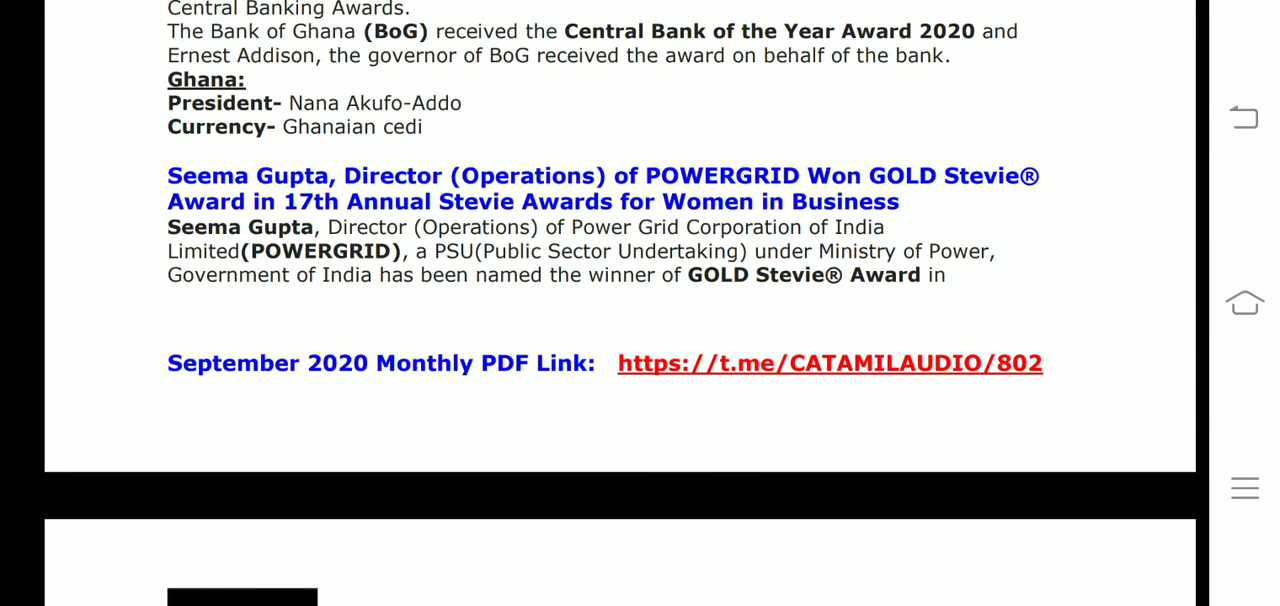 Central Banking Awards.
The Bank of Ghana (BoG) received the Central Bank of the Year Award 2020 and
Ernest Addison, the governor of BoG received the award on behalf of the bank.
Ghana:
President- Nana Akufo-Addo
Currency- Ghanaian cedi
Seema Gupta, Director (Operations) of POWERGRID Won GOLD Stevie®
Award in 17th Annual Stevie Awards for Women in Business
Seema Gupta, Director (Operations) of Power Grid Corporation of India
Limited(POWERGRID), a PSU(Public Sector Undertaking) under Ministry of Power,
Government of India has been named the winner of GOLD Stevie® Award in
September 2020 Monthly PDF Link: https://t.me/CATAMILAUDIO/802